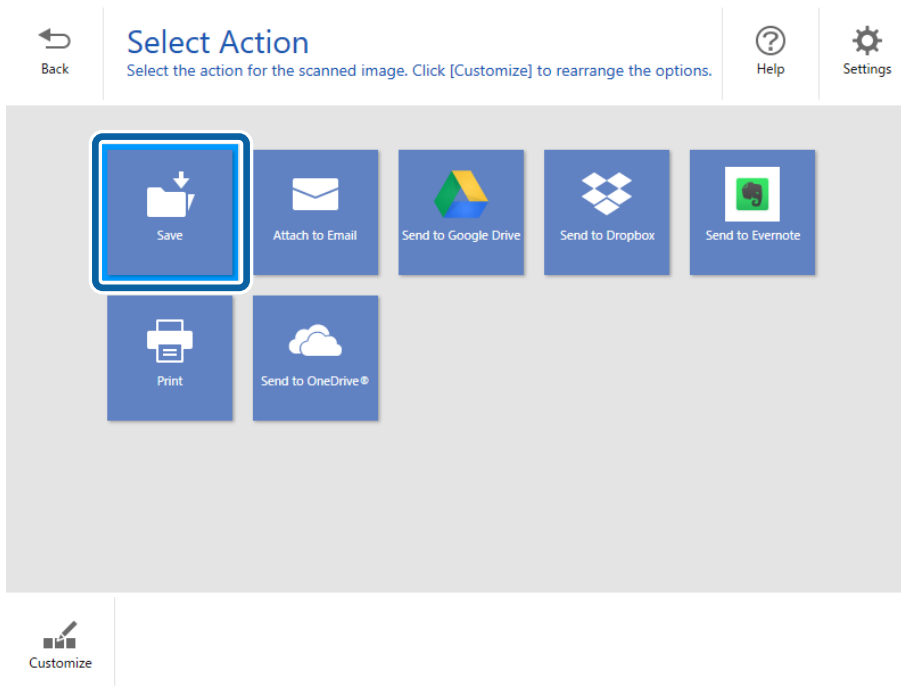 Select Action
Select the action for the scanned image. Click [Customize] to rearrange the options.
Back
Help
Settings
Save
Attach to Email
Send to Google Drive
Send to Dropbox
Send to Evernote
Print
Send to OneDrive®
Customize